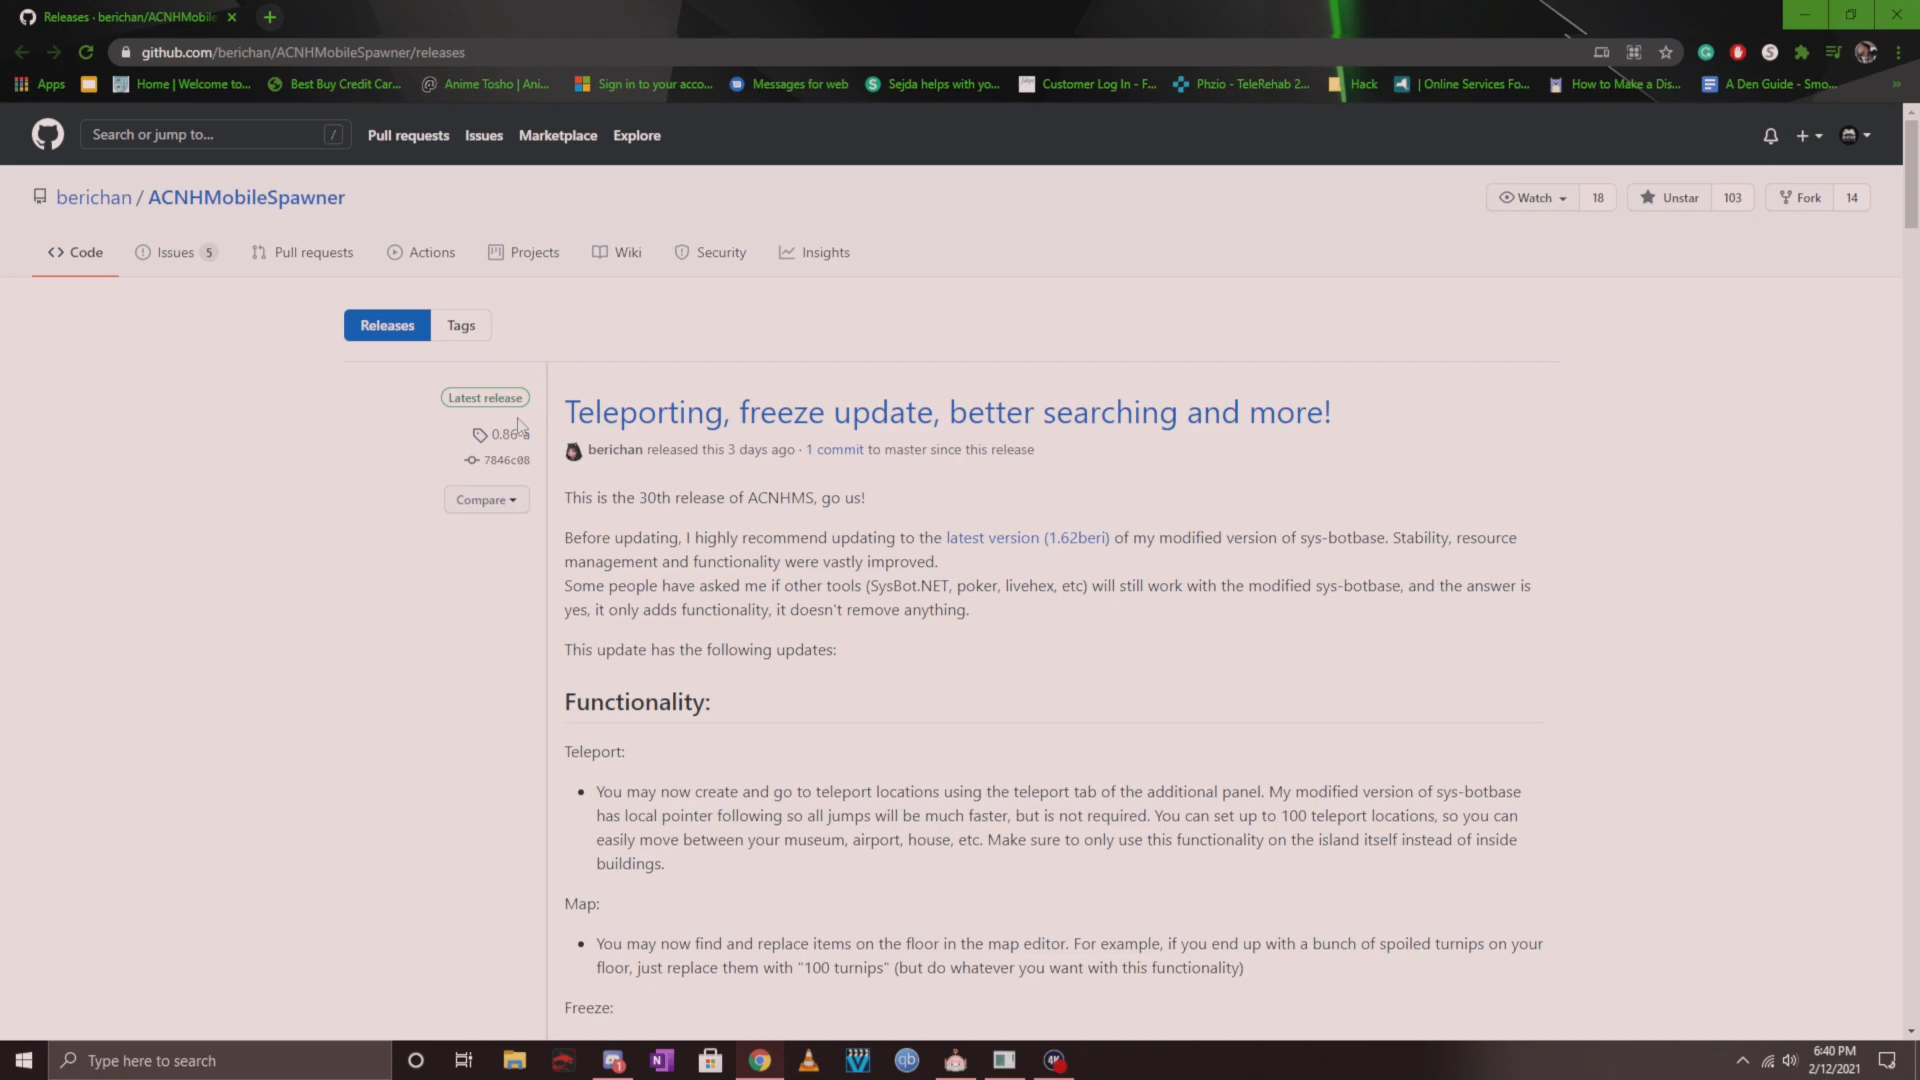 Releases · berichan/ACNHMobile
github.com/berichan/ACNHMobileSpawner/releases
Apps
Home | Welcome to...
Best Buy Credit Car...
Anime Tosho | Ani...
Sign in to your acco...
Messages for web
Sejda helps with yo...
Customer Log In - F...
Phzio - TeleRehab 2...
Hack
| Online Services Fo...
How to Make a Dis...
A Den Guide - Smo...
»
Search or jump to...
/
Pull requests
Issues
Marketplace
Explore
berichan / ACNHMobileSpawner
Watch
18
Unstar
103
Fork
14
Code
Issues 5
Pull requests
Actions
Projects
Wiki
Security
Insights
Releases
Tags
Latest release
7846c08
Compare
Teleporting, freeze update, better searching and more!
berichan released this 3 days ago · 1 commit to master since this release
This is the 30th release of ACNHMS, go us!
Before updating, I highly recommend updating to the latest version (1.62beri) of my modified version of sys-botbase. Stability, resource
management and functionality were vastly improved.
Some people have asked me if other tools (SysBot.NET, poker, livehex, etc) will still work with the modified sys-botbase, and the answer is
yes, it only adds functionality, it doesn't remove anything.
This update has the following updates:
Functionality:
Teleport:
• You may now create and go to teleport locations using the teleport tab of the additional panel. My modified version of sys-botbase
has local pointer following so all jumps will be much faster, but is not required. You can set up to 100 teleport locations, so you can
easily move between your museum, airport, house, etc. Make sure to only use this functionality on the island itself instead of inside
buildings.
Map:
• You may now find and replace items on the floor in the map editor. For example, if you end up with a bunch of spoiled turnips on your
floor, just replace them with "100 turnips" (but do whatever you want with this functionality)
Freeze:
Type here to search
6:40 PM
2/12/2021